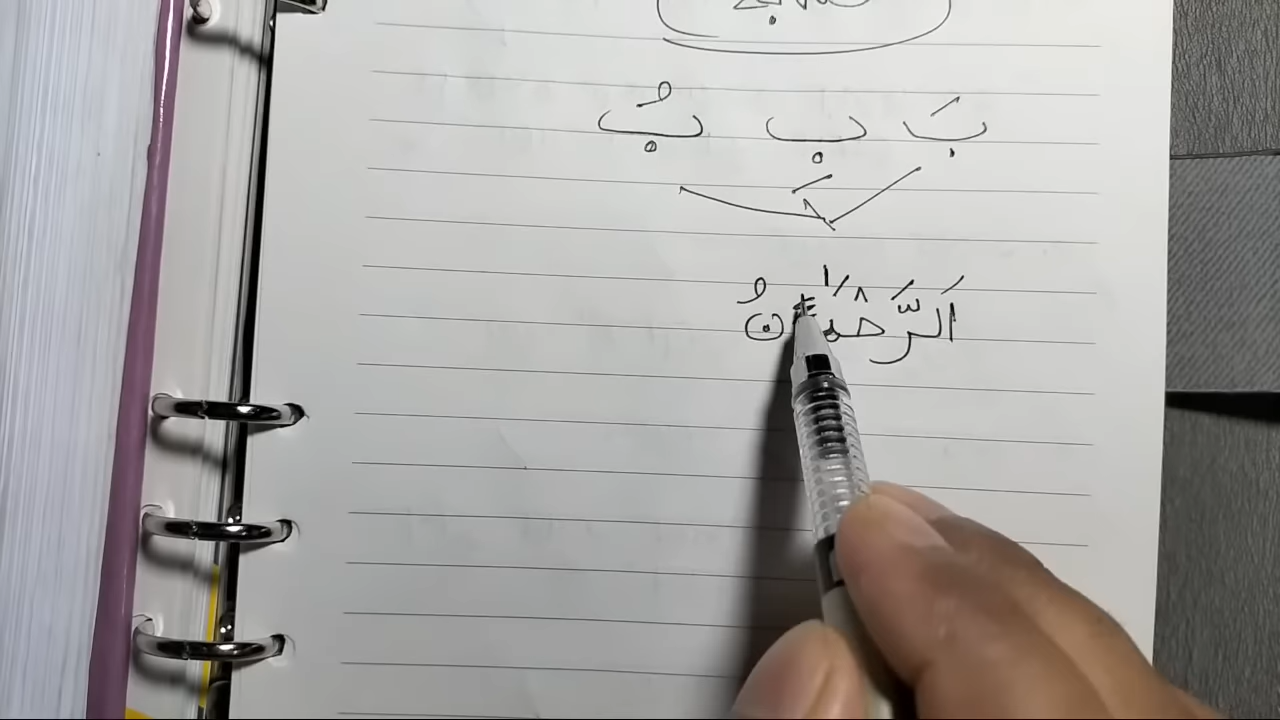 بَ بَ بُ
اَلرَّحْمٰنُ